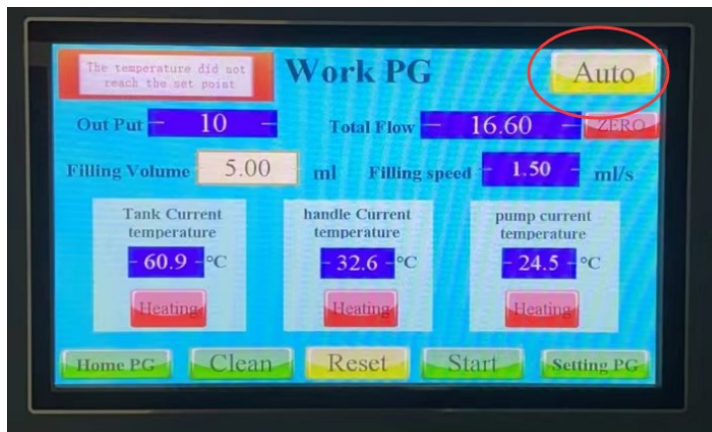 The temperature did not
reach the set point
Work PG
Auto
Out Put 10
Total Flow 16.60 ZERO
Filling Volume 5.00 ml
Filling speed 1.50 ml/s
Tank Current
temperature
60.9 °C
Heating
handle Current
temperature
32.6 °C
Heating
pump current
temperature
24.5 °C
Heating
Home PG
Clean
Reset
Start
Setting PG